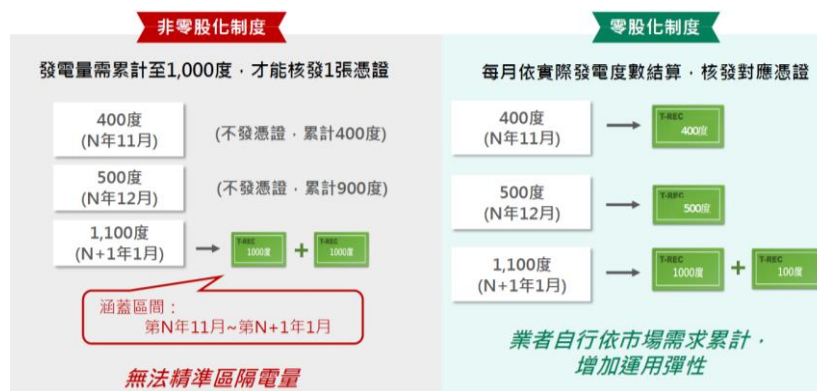 非零股化制度
發電量需累計至1,000度，才能核發1張憑證
400度
(N年11月)
(不發憑證，累計400度)
500度
(N年12月)
(不發憑證，累計900度)
1,100度
(N+1年1月)
T-REC
1000度
+
T-REC
1000度
涵蓋區間：
第N年11月~第N+1年1月
無法精準區隔電量
零股化制度
每月依實際發電度數結算，核發對應憑證
400度
(N年11月)
T-REC
400度
500度
(N年12月)
T-REC
500度
1,100度
(N+1年1月)
T-REC
1000度
+
T-REC
100度
業者自行依市場需求累計，
增加運用彈性